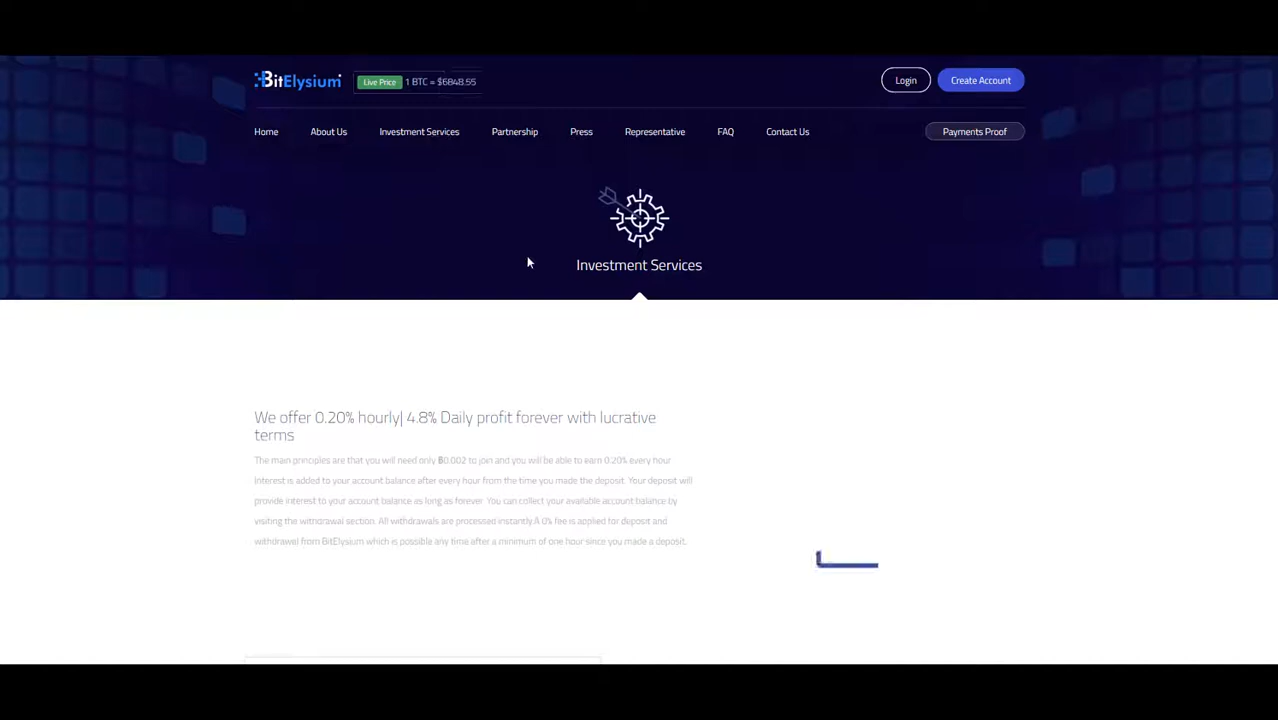 BitElysium
Live Price 1 BTC = $6848.55
Login
Create Account
Home
About Us
Investment Services
Partnership
Press
Representative
FAQ
Contact Us
Payments Proof
Investment Services
We offer 0.20% hourly| 4.8% Daily profit forever with lucrative
terms
The main principles are that you will need only ฿0.002 to join and you will be able to earn 0.20% every hour
Interest is added to your account balance after every hour from the time you made the deposit. Your deposit will
provide interest to your account balance as long as forever. You can collect your available account balance by
visiting the withdrawal section. All withdrawals are processed instantly.A 0% fee is applied for deposit and
withdrawal from BitElysium which is possible any time after a minimum of one hour since you made a deposit.